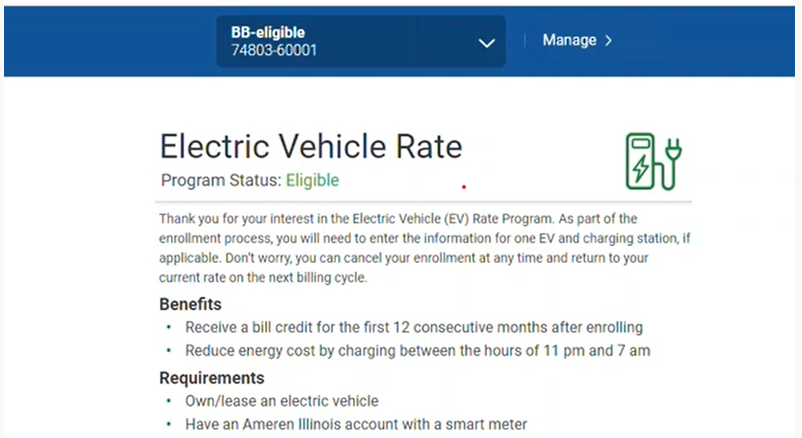 BB-eligible
74803-60001
Manage >
Electric Vehicle Rate
Program Status: Eligible
Thank you for your interest in the Electric Vehicle (EV) Rate Program. As part of the
enrollment process, you will need to enter the information for one EV and charging station, if
applicable. Don’t worry, you can cancel your enrollment at any time and return to your
current rate on the next billing cycle.
Benefits
• Receive a bill credit for the first 12 consecutive months after enrolling
• Reduce energy cost by charging between the hours of 11 pm and 7 am
Requirements
• Own/lease an electric vehicle
• Have an Ameren Illinois account with a smart meter